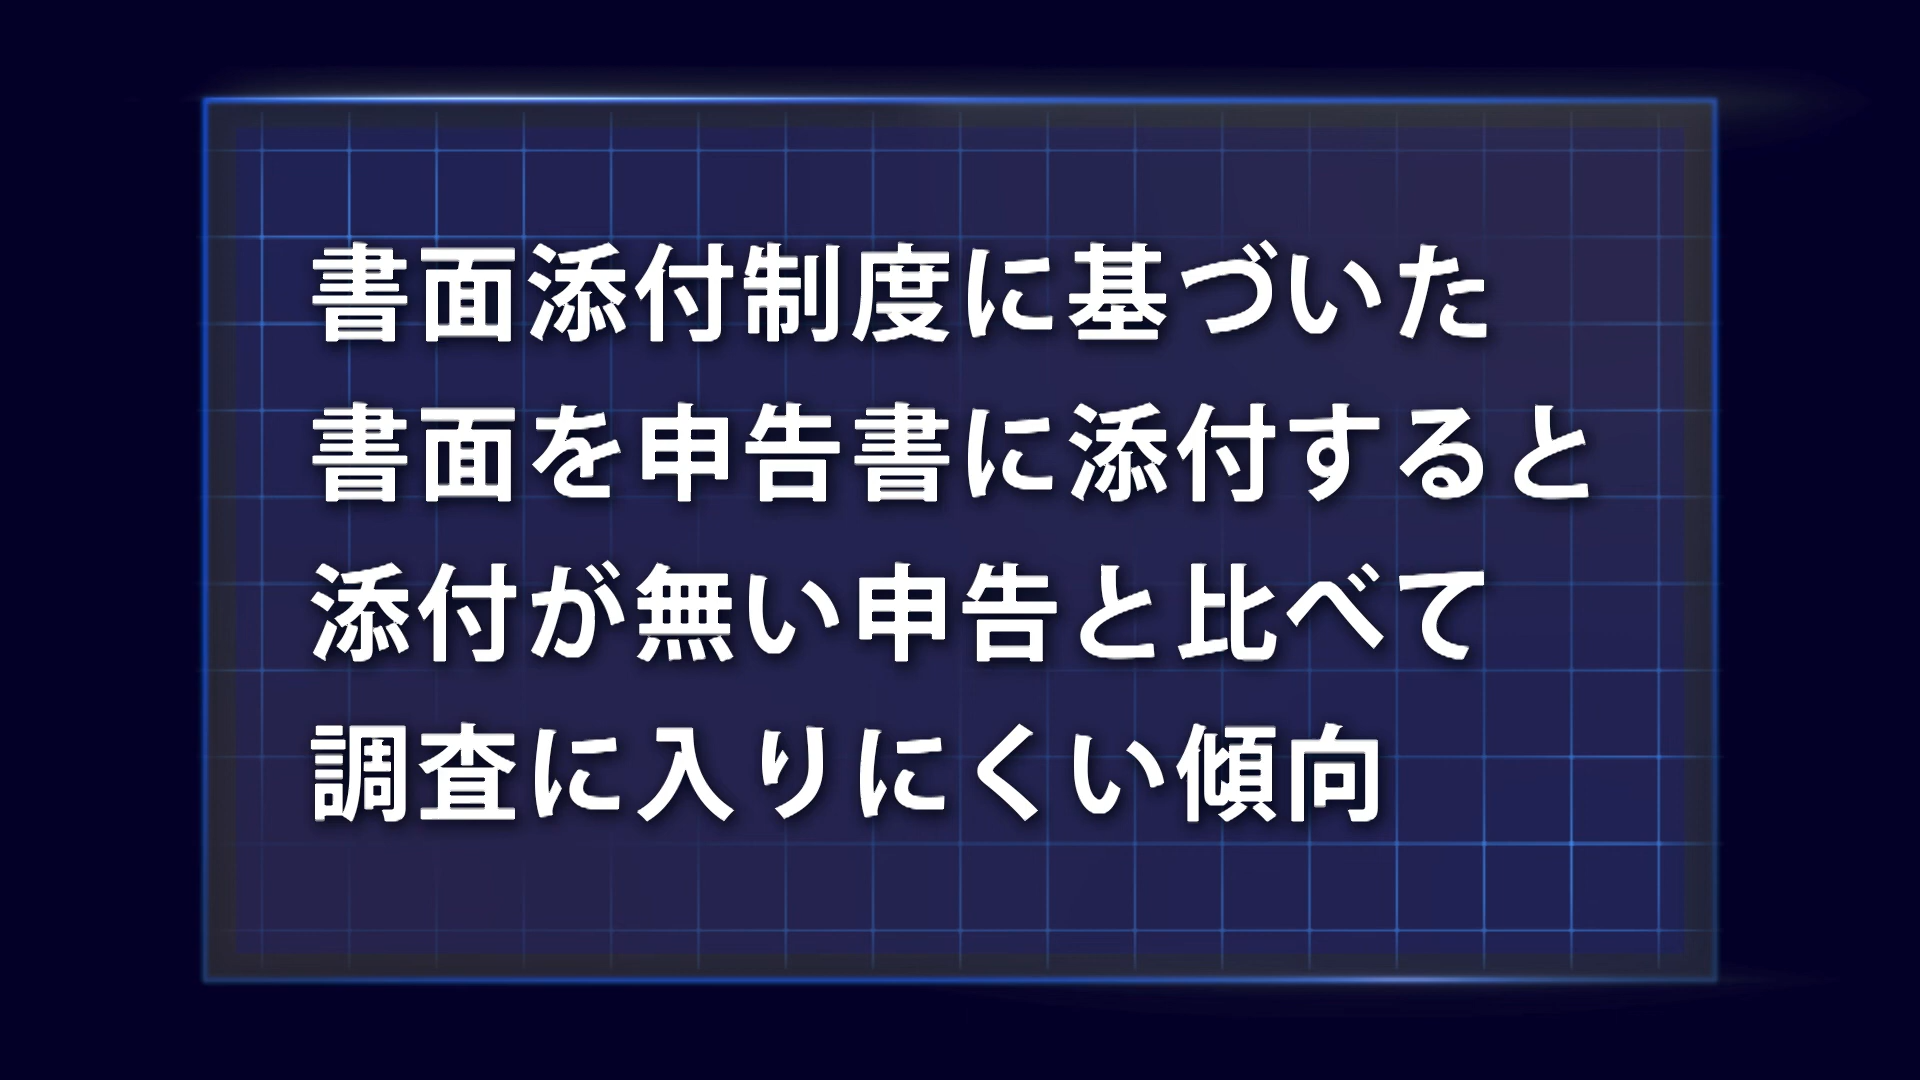 書面添付制度に基づいた
書面を申告書に添付すると
添付が無い申告と比べて
調査に入りにくい傾向